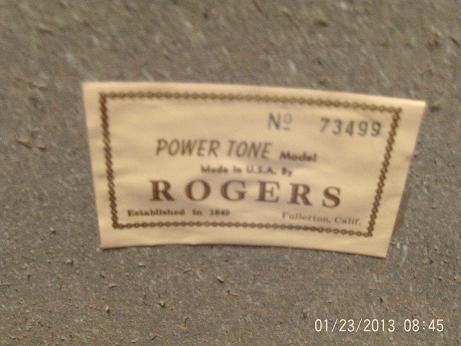 Nº 73499
POWER TONE Model
Made in U.S.A. By
ROGERS
Established in 1849 Fullerton, Calif.
01/23/2013 08:45